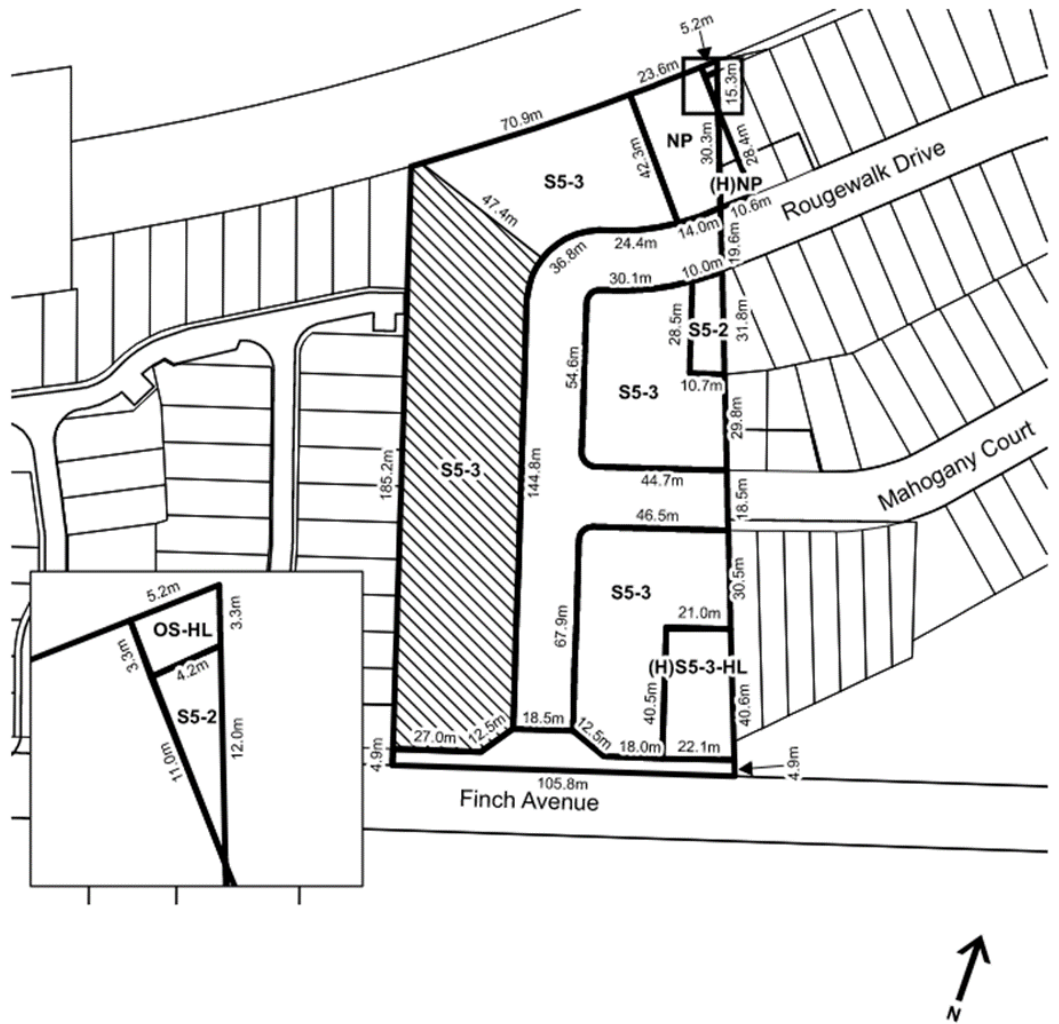 5.2m
23.6m
15.3m
70.9m
42.3m
NP
30.3m
28.4m
S5-3
(H)NP
47.4m
10.6m
Rougewalk Drive
14.0m
24.4m
36.8m
19.6m
10.0m
30.1m
28.5m
S5-2
31.8m
54.6m
10.7m
S5-3
29.8m
Mahogany Court
S5-3
185.2m
144.8m
44.7m
18.5m
46.5m
S5-3
30.5m
21.0m
67.9m
(H)S5-3-HL
40.5m
40.6m
18.5m
12.5m
12.5m
27.0m
18.0m
22.1m
4.9m
4.9m
105.8m
Finch Avenue
5.2m
OS-HL
3.3m
3.3m
4.2m
S5-2
12.0m
11.0m
N